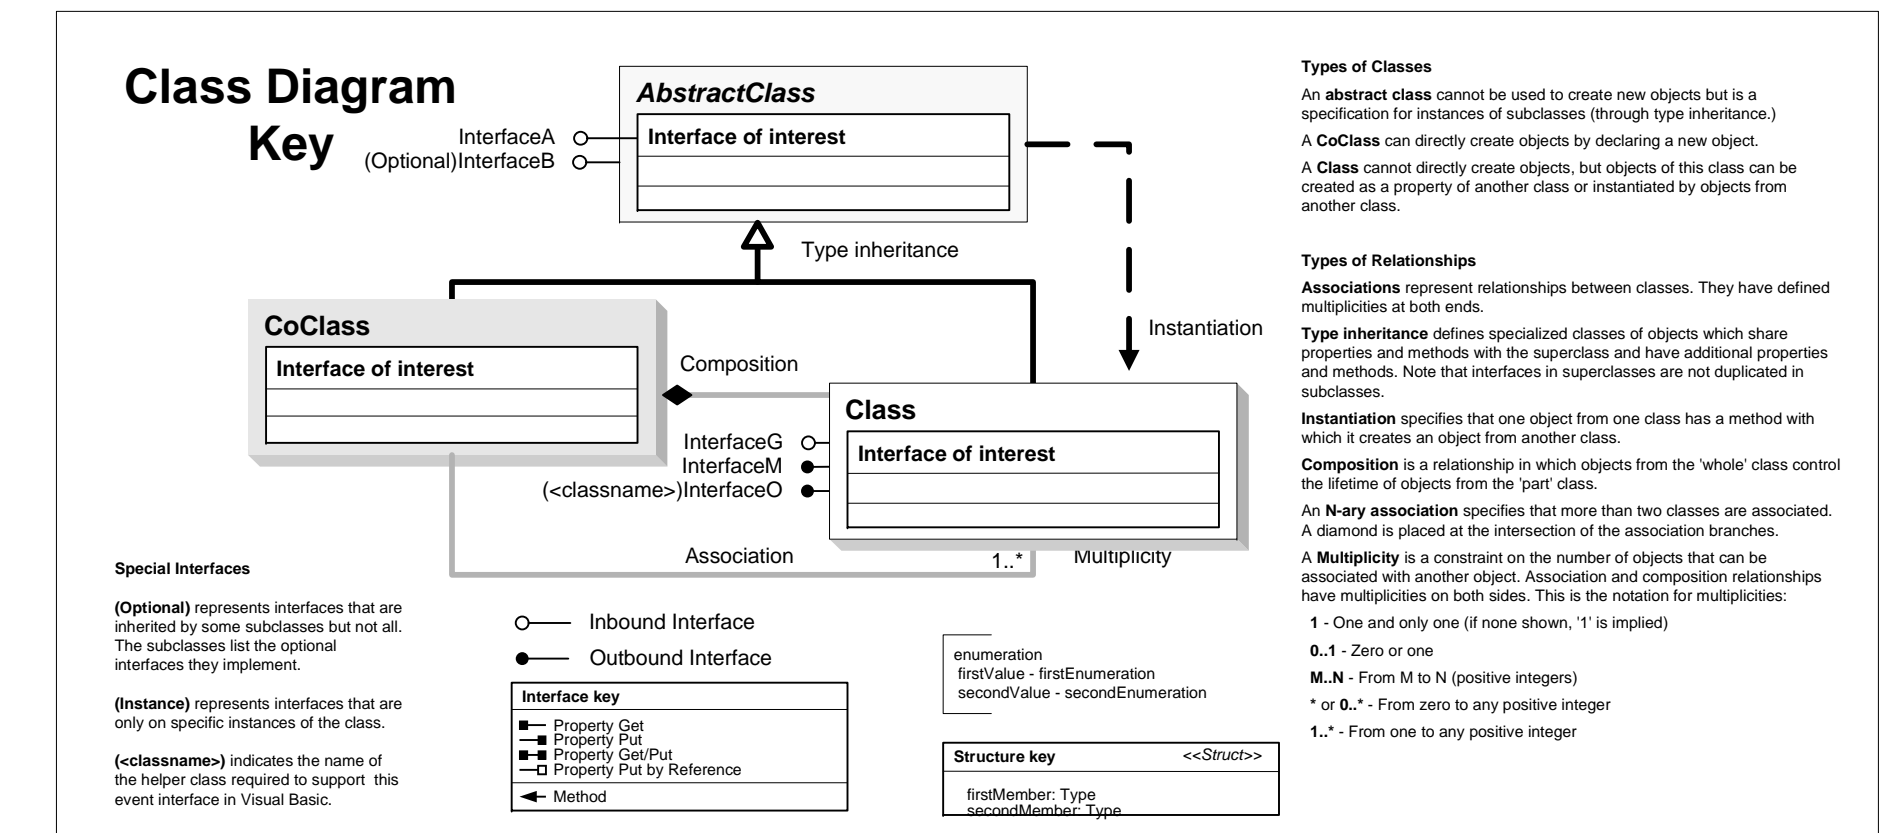 Class Diagram
Key
AbstractClass
Interface of interest
InterfaceA
(Optional)InterfaceB
Type inheritance
CoClass
Interface of interest
Composition
Instantiation
Class
Interface of interest
InterfaceG
InterfaceM
(<classname>)InterfaceO
Association
1..*
Multiplicity
Special Interfaces
(Optional) represents interfaces that are
inherited by some subclasses but not all.
The subclasses list the optional
interfaces they implement.
(Instance) represents interfaces that are
only on specific instances of the class.
(<classname>) indicates the name of
the helper class required to support this
event interface in Visual Basic.
Inbound Interface
Outbound Interface
Interface key
Property Get
Property Put
Property Get/Put
Property Put by Reference
Method
enumeration
firstValue - firstEnumeration
secondValue - secondEnumeration
Structure key <<Struct>>
firstMember: Type
secondMember: Type
Types of Classes
An abstract class cannot be used to create new objects but is a
specification for instances of subclasses (through type inheritance.)
A CoClass can directly create objects by declaring a new object.
A Class cannot directly create objects, but objects of this class can be
created as a property of another class or instantiated by objects from
another class.
Types of Relationships
Associations represent relationships between classes. They have defined
multiplicities at both ends.
Type inheritance defines specialized classes of objects which share
properties and methods with the superclass and have additional properties
and methods. Note that interfaces in superclasses are not duplicated in
subclasses.
Instantiation specifies that one object from one class has a method with
which it creates an object from another class.
Composition is a relationship in which objects from the 'whole' class control
the lifetime of objects from the 'part' class.
An N-ary association specifies that more than two classes are associated.
A diamond is placed at the intersection of the association branches.
A Multiplicity is a constraint on the number of objects that can be
associated with another object. Association and composition relationships
have multiplicities on both sides. This is the notation for multiplicities:
1 - One and only one (if none shown, '1' is implied)
0..1 - Zero or one
M..N - From M to N (positive integers)
* or 0..* - From zero to any positive integer
1..* - From one to any positive integer